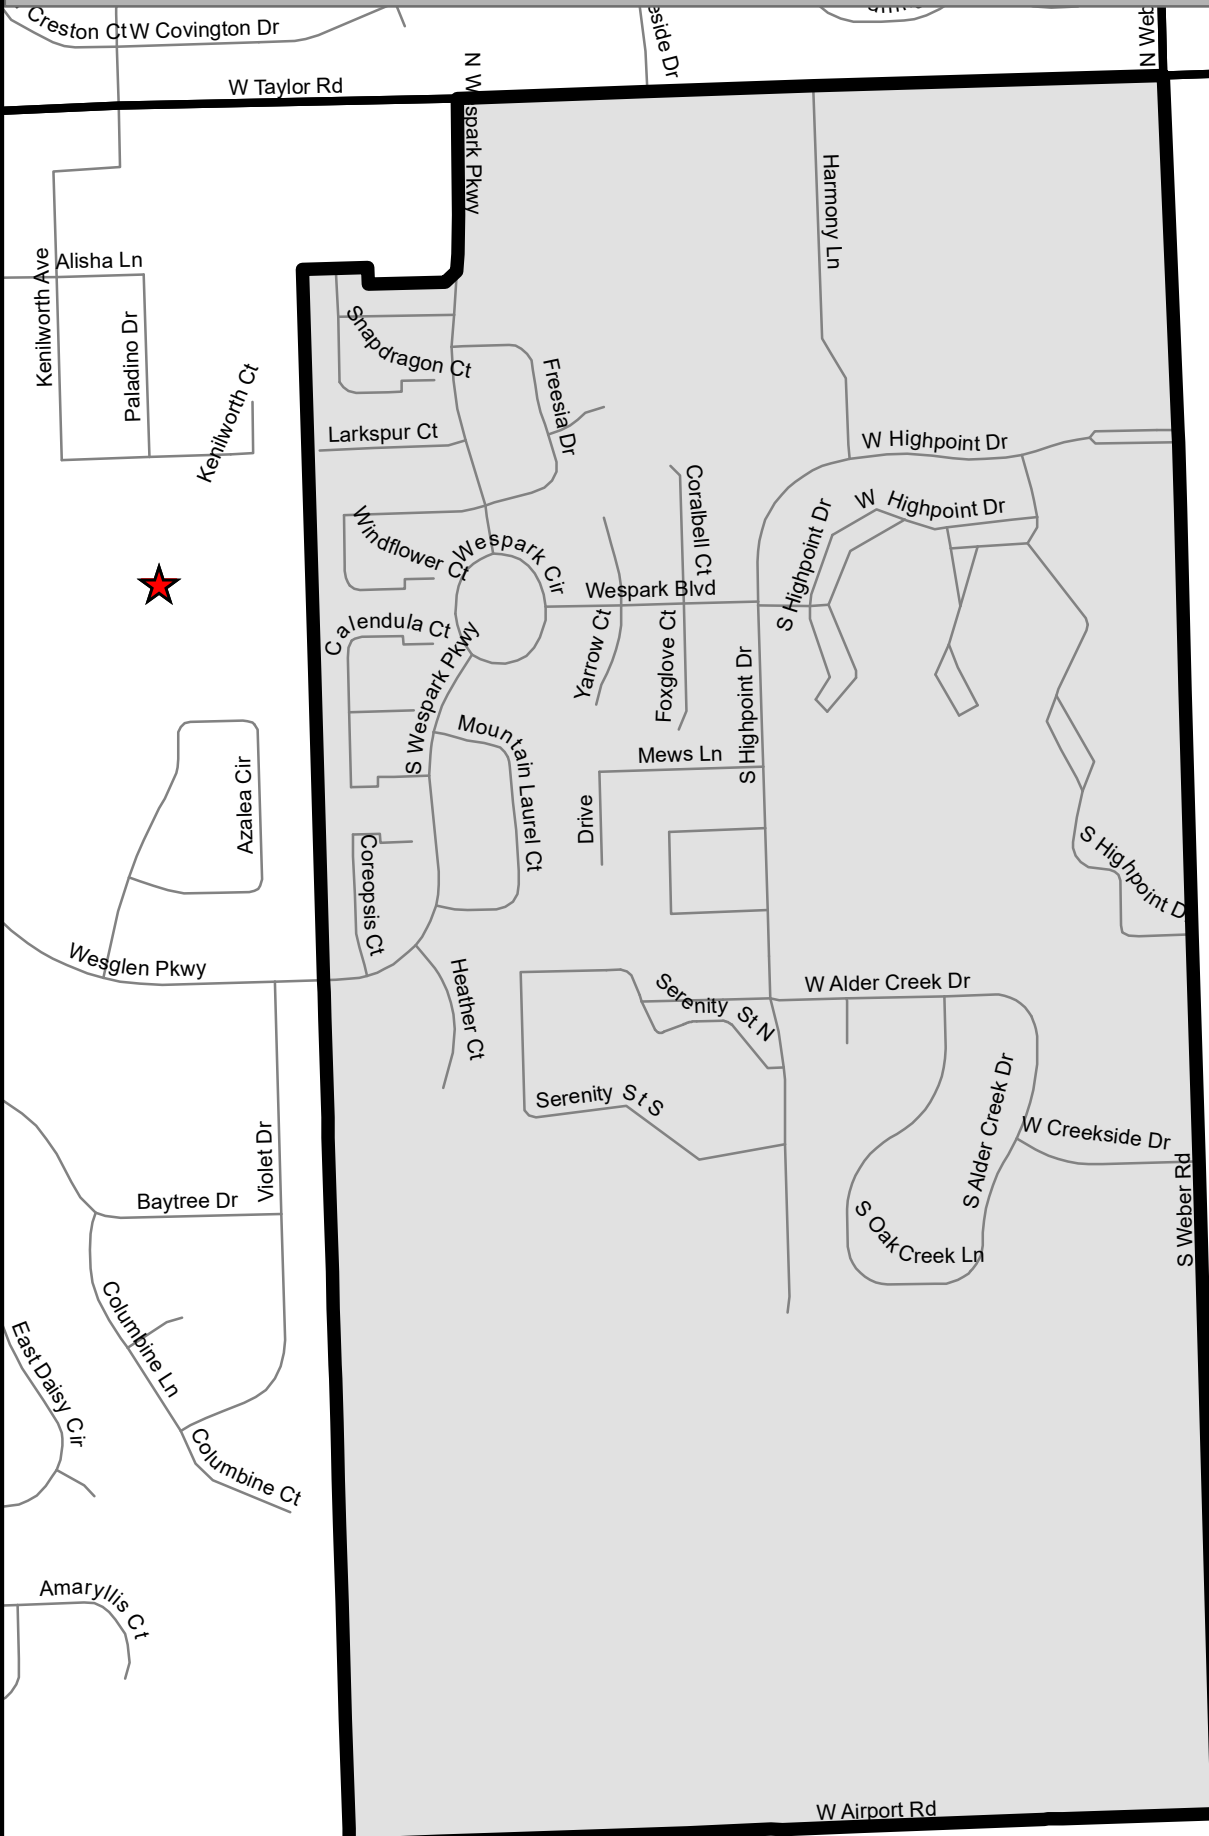 Creston Ct
W Covington Dr
eside Dr
N Web
W Taylor Rd
N W spark Pkwy
Harmony Ln
Kenilworth Ave
Alisha Ln
Paladino Dr
Kenilworth Ct
Snapdragon Ct
Freesia Dr
Larkspur Ct
W Highpoint Dr
Coralbell Ct
W Highpoint Dr
S Highpoint Dr
Windflower Ct
Wespark Cir
Wespark Blvd
Calendula Ct
Yarrow Ct
Foxglove Ct
S Wespark Pkwy
S Highpoint Dr
Mountain Laurel Ct
Mews Ln
Drive
Azalea Cir
Coreopsis Ct
S Highpoint D
Wesglen Pkwy
Heather Ct
Serenity St N
W Alder Creek Dr
Serenity St S
S Alder Creek Dr
W Creekside Dr
Violet Dr
Baytree Dr
S Weber Rd
S Oak Creek Ln
Columbine Ln
East Daisy Cir
Columbine Ct
Amaryllis Ct
W Airport Rd